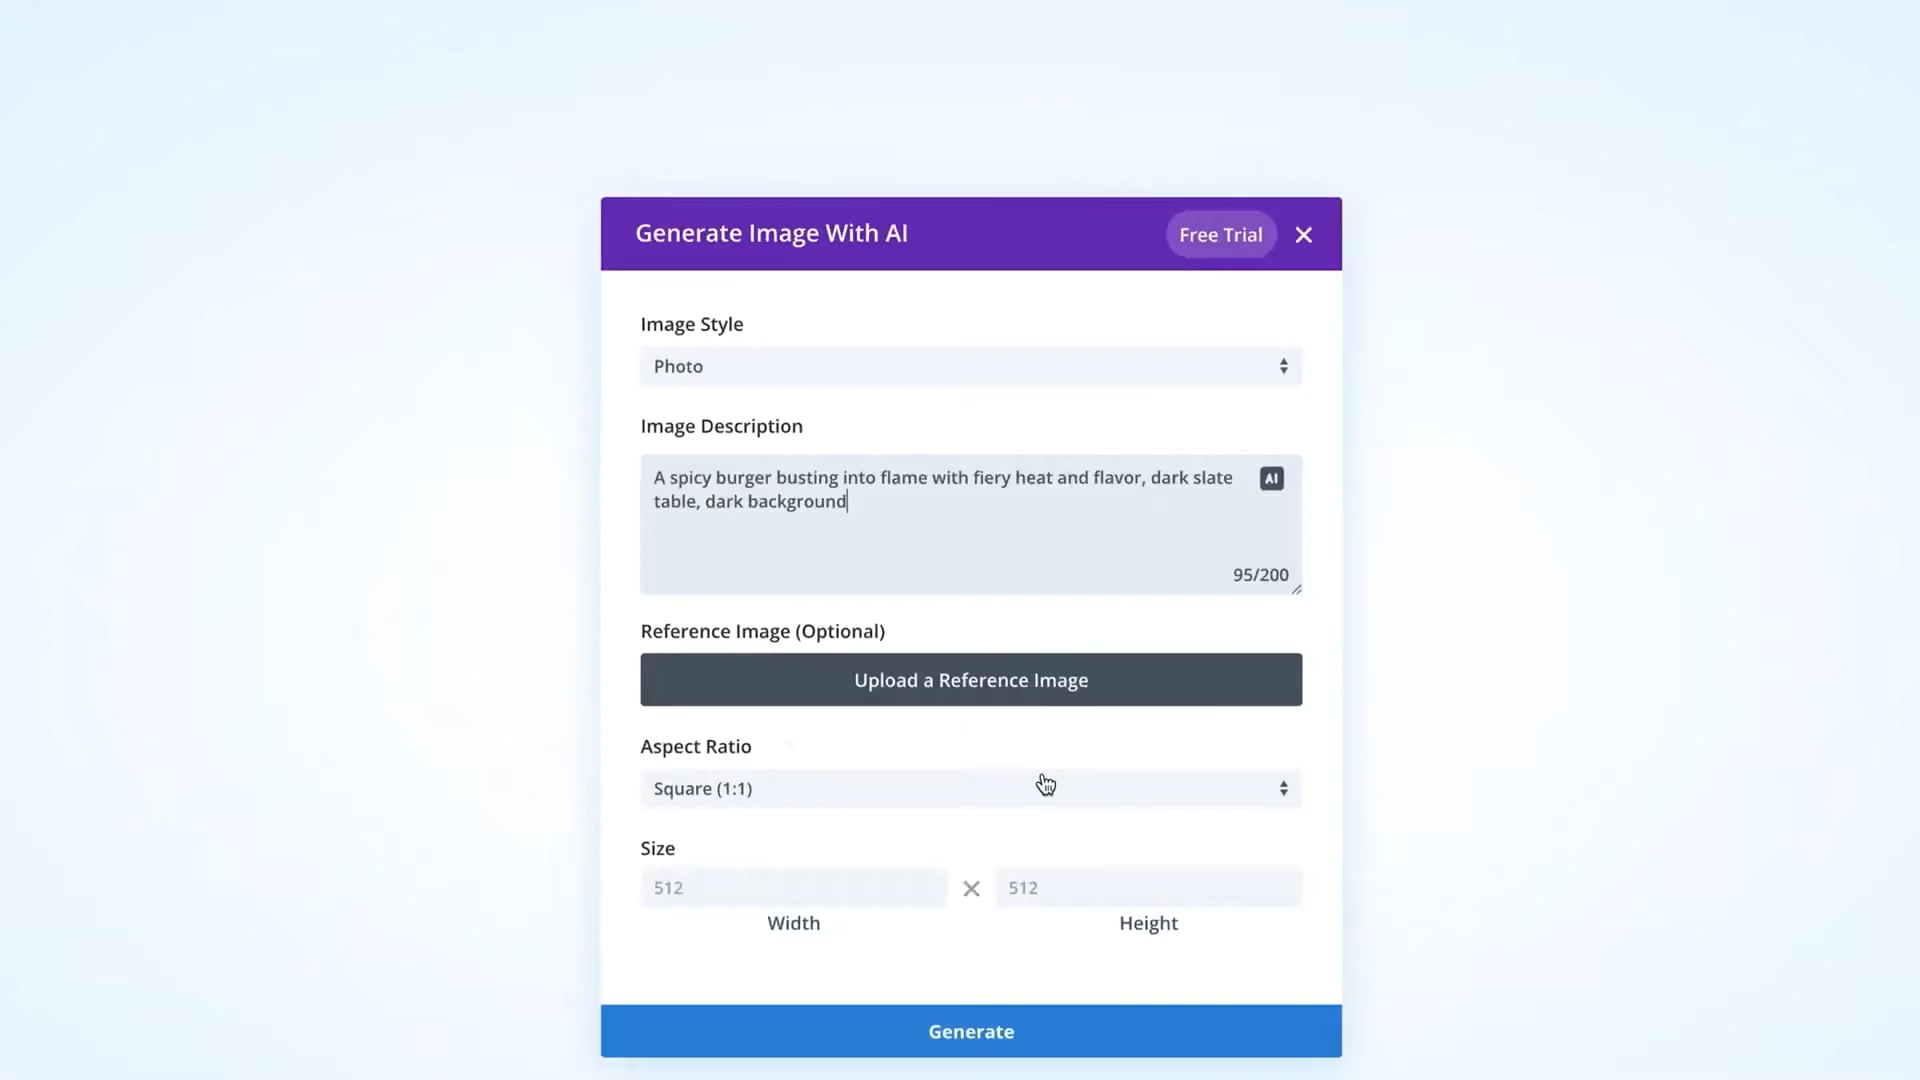 Generate Image With AI
Free Trial
Image Style
Photo
Image Description
A spicy burger busting into flame with fiery heat and flavor, dark slate
table, dark background
AI
95/200
Reference Image (Optional)
Upload a Reference Image
Aspect Ratio
Square (1:1)
Size
512
512
Width
Height
Generate